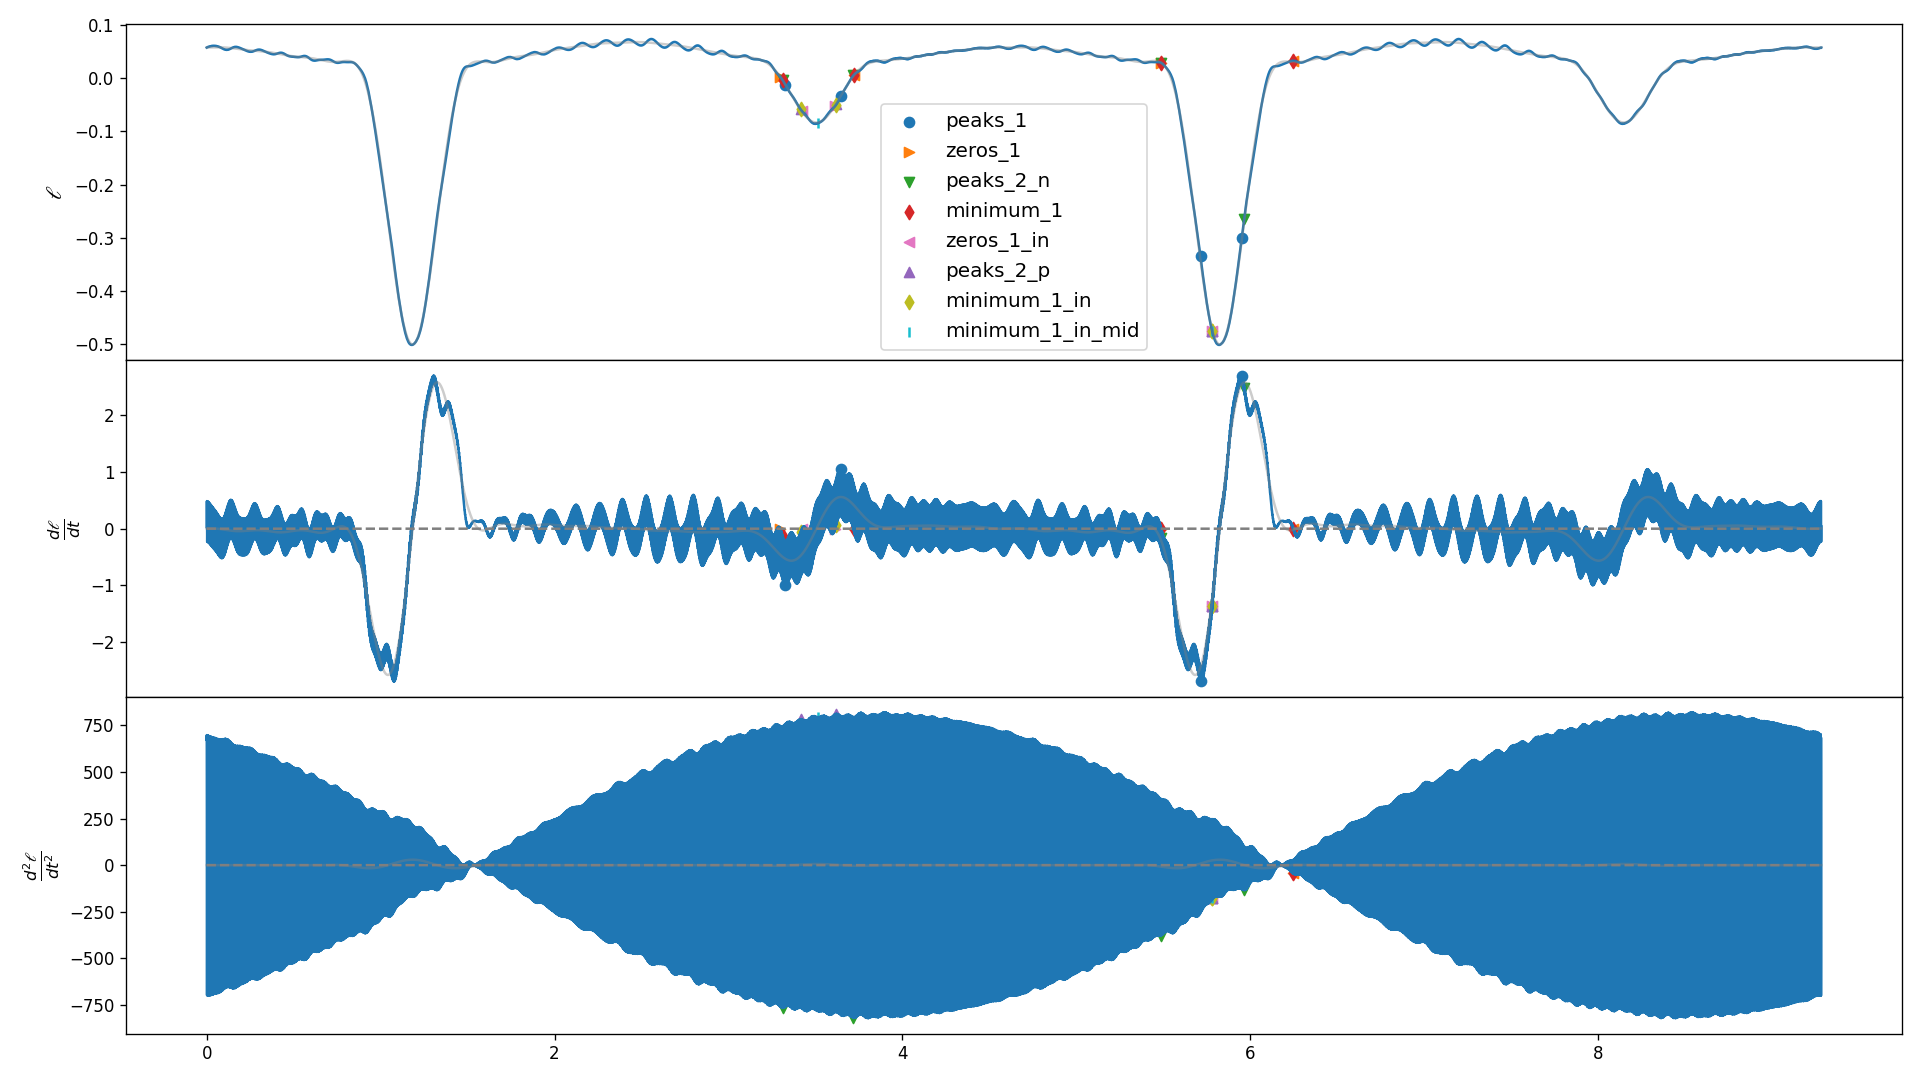 0.1
0.0
−0.1
−0.2
−0.3
−0.4
−0.5
ℓ
peaks_1
zeros_1
peaks_2_n
minimum_1
zeros_1_in
peaks_2_p
minimum_1_in
minimum_1_in_mid
2
1
0
−1
−2
dℓ
dt
750
500
250
0
−250
−500
−750
d²ℓ
dt²
0 2 4 6 8